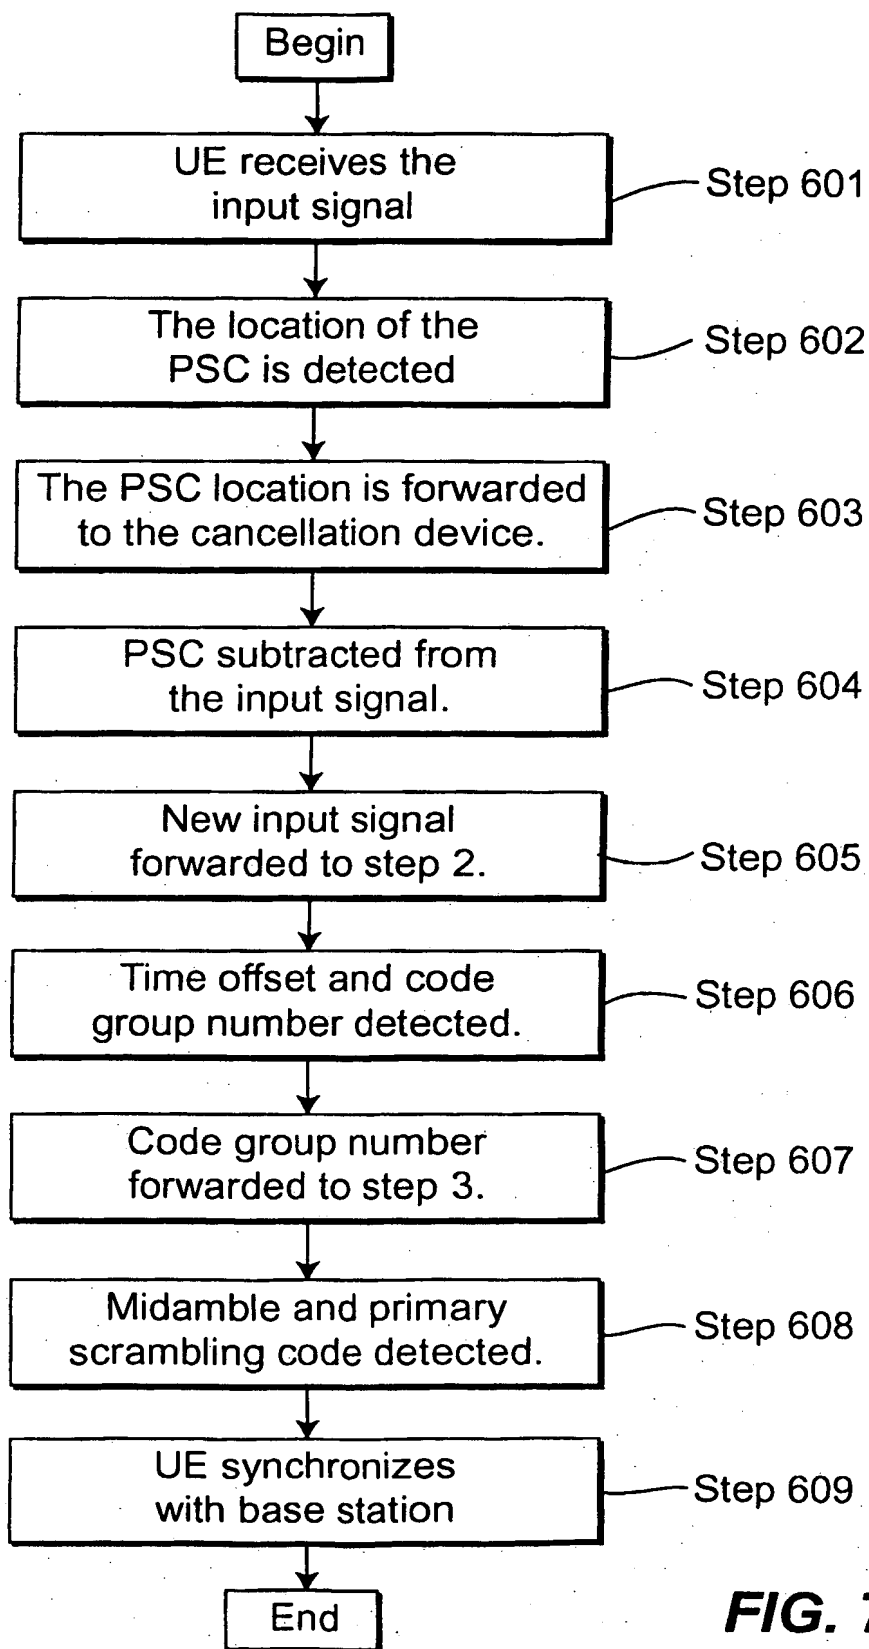 Begin
UE receives the
input signal
Step 601
The location of the
PSC is detected
Step 602
The PSC location is forwarded
to the cancellation device.
Step 603
PSC subtracted from
the input signal.
Step 604
New input signal
forwarded to step 2.
Step 605
Time offset and code
group number detected.
Step 606
Code group number
forwarded to step 3.
Step 607
Midamble and primary
scrambling code detected.
Step 608
UE synchronizes
with base station
Step 609
End
FIG. 7